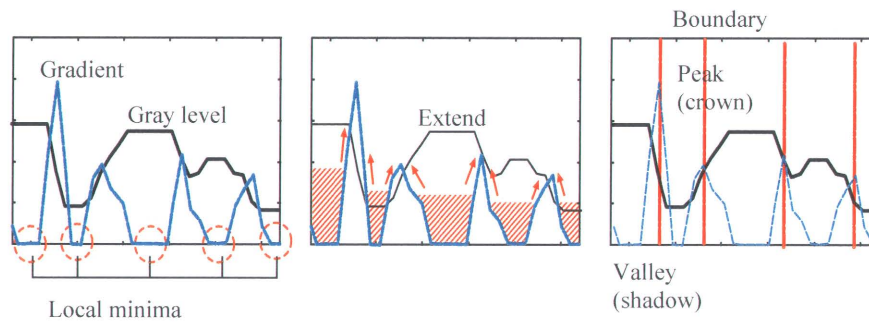 Gradient
Gray level
Local minima
Extend
Boundary
Peak
(crown)
Valley
(shadow)